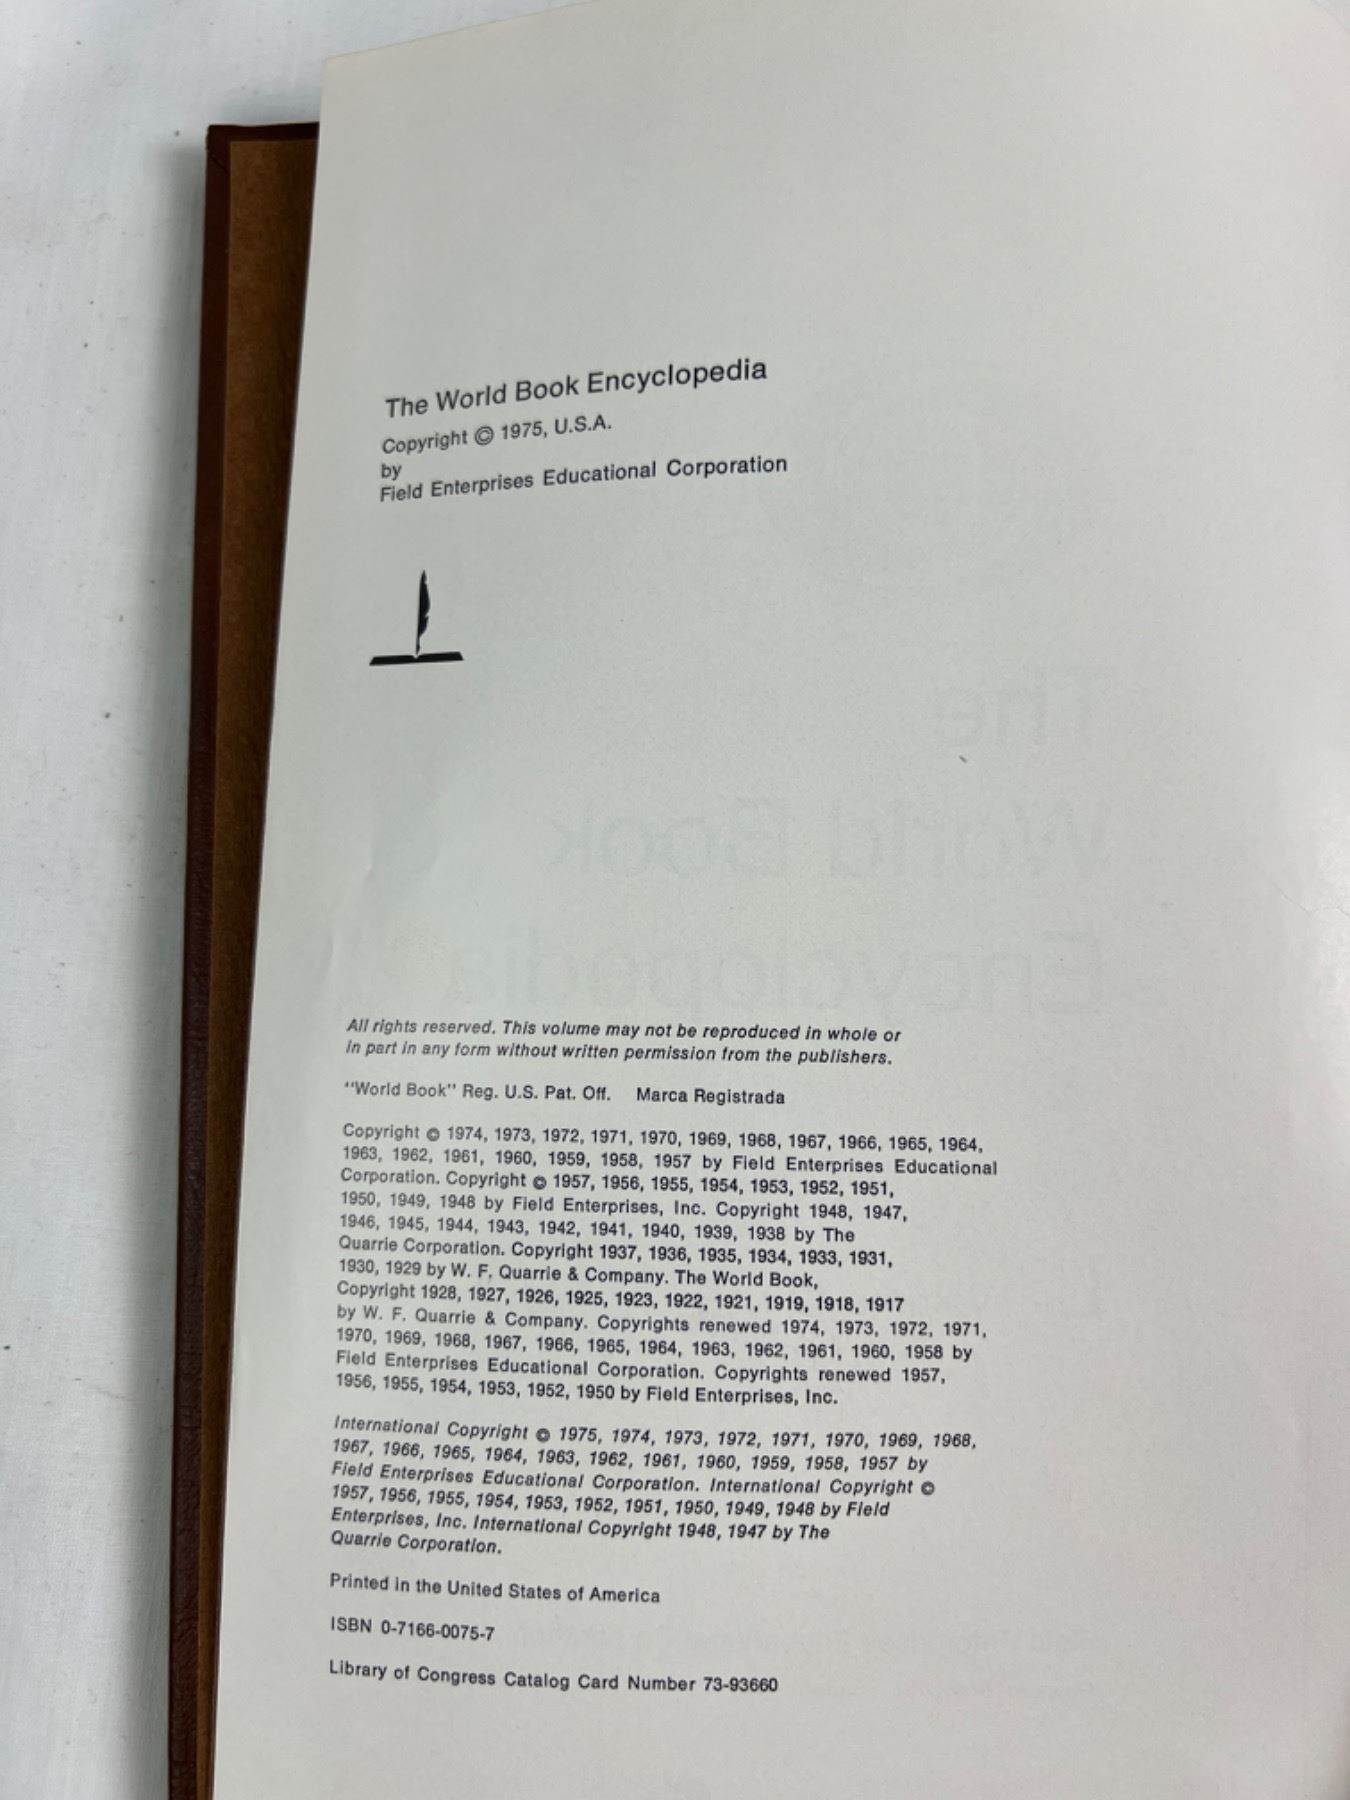 The World Book Encyclopedia
Copyright © 1975, U.S.A.
by
Field Enterprises Educational Corporation
The
World Book
Encyclopedia
All rights reserved. This volume may not be reproduced in whole or
in part in any form without written permission from the publishers.
"World Book" Reg. U.S. Pat. Off. Marca Registrada
Copyright © 1974, 1973, 1972, 1971, 1970, 1969, 1968, 1967, 1966, 1965, 1964,
1963, 1962, 1961, 1960, 1959, 1958, 1957 by Field Enterprises Educational
Corporation. Copyright © 1957, 1956, 1955, 1954, 1953, 1952, 1951,
1950, 1949, 1948 by Field Enterprises, Inc. Copyright 1948, 1947,
1946, 1945, 1944, 1943, 1942, 1941, 1940, 1939, 1938 by The
Quarrie Corporation. Copyright 1937, 1936, 1935, 1934, 1933, 1931,
1930, 1929 by W. F. Quarrie & Company. The World Book,
Copyright 1928, 1927, 1926, 1925, 1923, 1922, 1921, 1919, 1918, 1917
by W. F. Quarrie & Company. Copyrights renewed 1974, 1973, 1972, 1971,
1970, 1969, 1968, 1967, 1966, 1965, 1964, 1963, 1962, 1961, 1960, 1958 by
Field Enterprises Educational Corporation. Copyrights renewed 1957,
1956, 1955, 1954, 1953, 1952, 1950 by Field Enterprises, Inc.
International Copyright © 1975, 1974, 1973, 1972, 1971, 1970, 1969, 1968,
1967, 1966, 1965, 1964, 1963, 1962, 1961, 1960, 1959, 1958, 1957 by
Field Enterprises Educational Corporation. International Copyright ©
1957, 1956, 1955, 1954, 1953, 1952, 1951, 1950, 1949, 1948 by Field
Enterprises, Inc. International Copyright 1948, 1947 by The
Quarrie Corporation.
Printed in the United States of America
ISBN 0-7166-0075-7
Library of Congress Catalog Card Number 73-93660